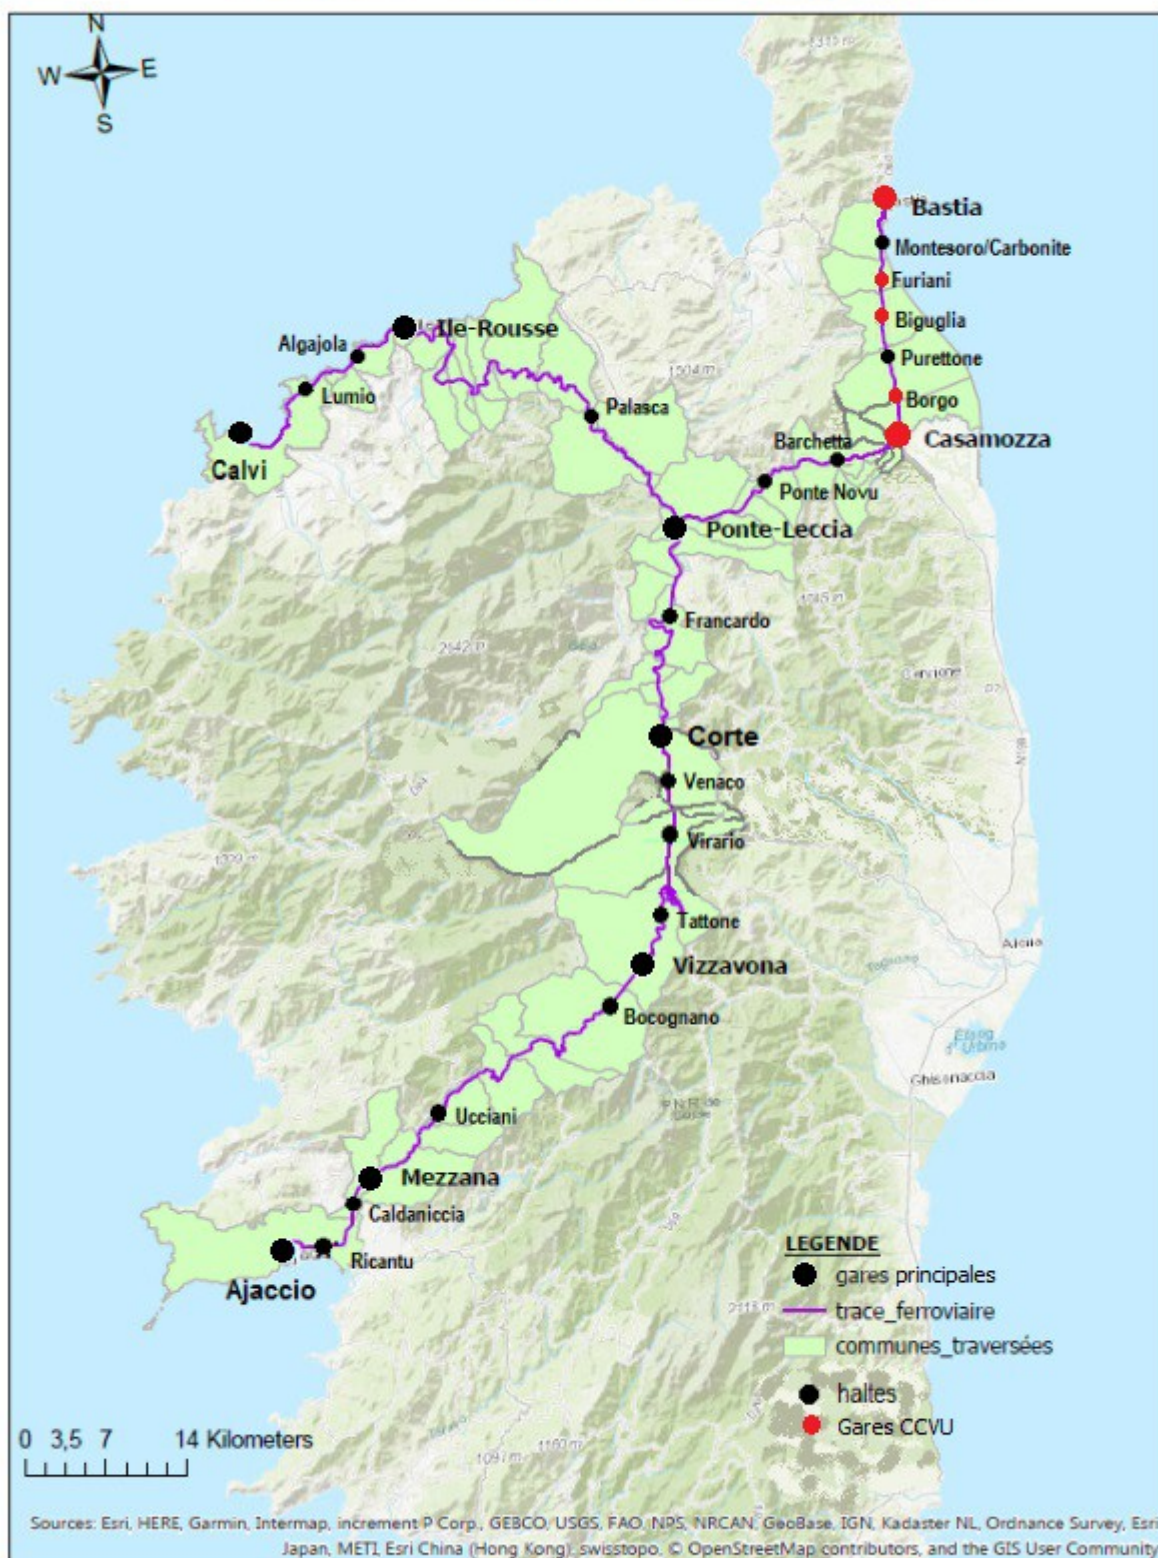 N
W E
S
1315 m
Bastia
Montesoro/Carbonite
Furiani
Biguglia
Purettone
Borgo
Casamozza
Ile-Rousse
Algajola
Lumio
1504 m
Palasca
Barchetta
Calvi
Ponte Novu
Ponte-Leccia
Francardo
2642 m
Corte
Venaco
Virario
Tattone
Vizzavona
Bocognano
Ghisonaccia
Ucciani
Mezzana
Caldaniccia
Ricantu
Ajaccio
LEGENDE
gares principales
trace_ferroviaire
communes_traversées
haltes
Gares CCVU
0 3,5 7 14 Kilometers
Sources: Esri, HERE, Garmin, Intermap, increment P Corp., GEBCO, USGS, FAO, NPS, NRCAN, GeoBase, IGN, Kadaster NL, Ordnance Survey, Esri
Japan, METI, Esri China (Hong Kong), swisstopo, © OpenStreetMap contributors, and the GIS User Community